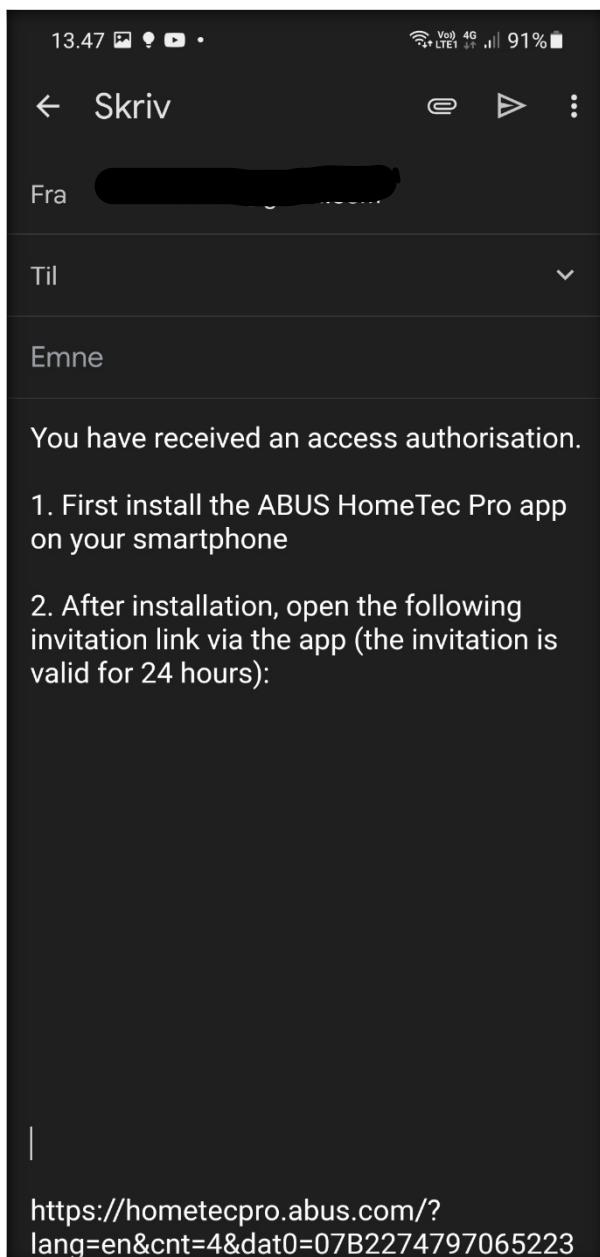 13.47
Vo)) 4G
LTE1 91%
Skriv
Fra
Til
Emne
You have received an access authorisation.
1. First install the ABUS HomeTec Pro app
on your smartphone
2. After installation, open the following
invitation link via the app (the invitation is
valid for 24 hours):
https://hometecpro.abus.com/?
lang=en&cnt=4&dat0=07B2274797065223